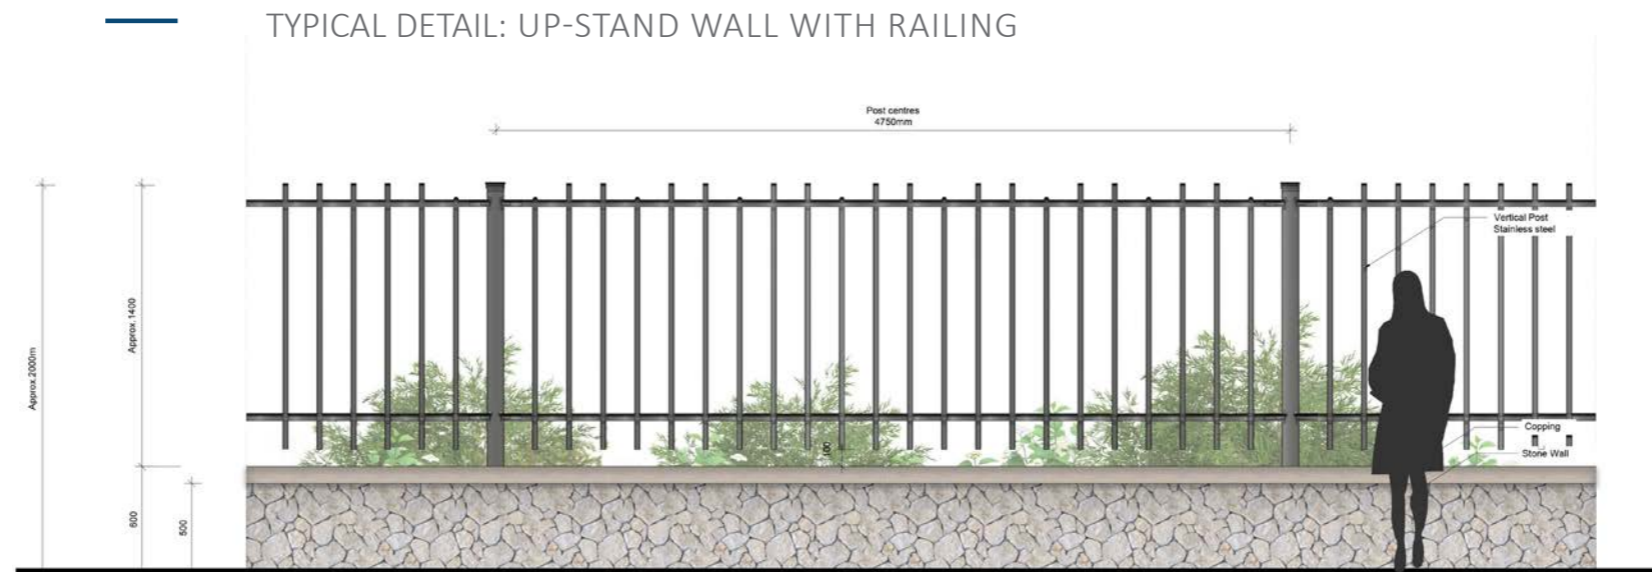 TYPICAL DETAIL: UP-STAND WALL WITH RAILING
Post centres
4750mm
Vertical Post
Stainless steel
Approx.1400
Approx.2000m
100
Copping
Stone Wall
600
500